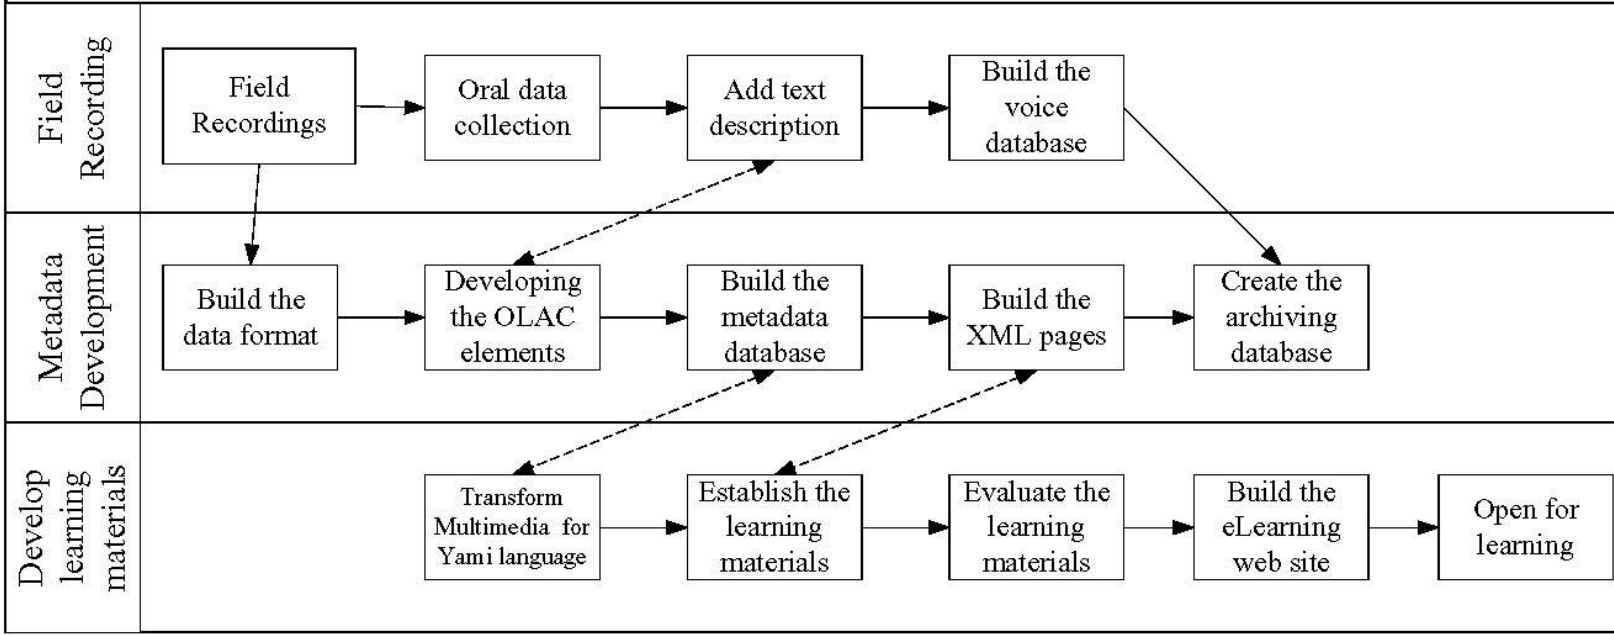 Field
Recording
Field
Recordings
Oral data
collection
Add text
description
Build the
voice
database
Metadata
Development
Build the
data format
Developing
the OLAC
elements
Build the
metadata
database
Build the
XML pages
Create the
archiving
database
Develop
learning
materials
Transform
Multimedia for
Yami language
Establish the
learning
materials
Evaluate the
learning
materials
Build the
eLearning
web site
Open for
learning